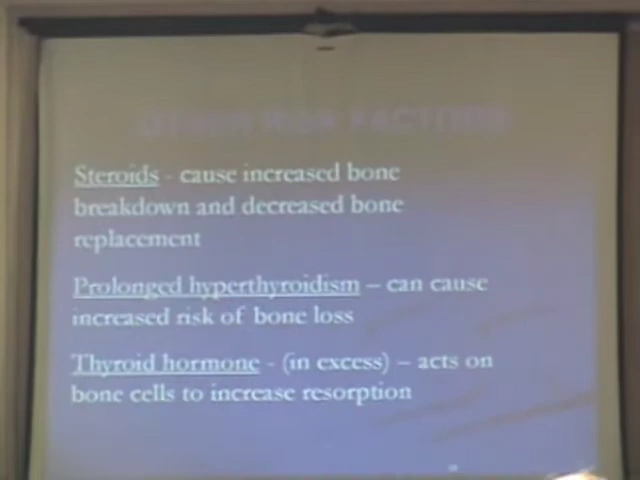 OTHER RISK FACTORS
Steroids - cause increased bone
breakdown and decreased bone
replacement
Prolonged hyperthyroidism – can cause
increased risk of bone loss
Thyroid hormone - (in excess) – acts on
bone cells to increase resorption